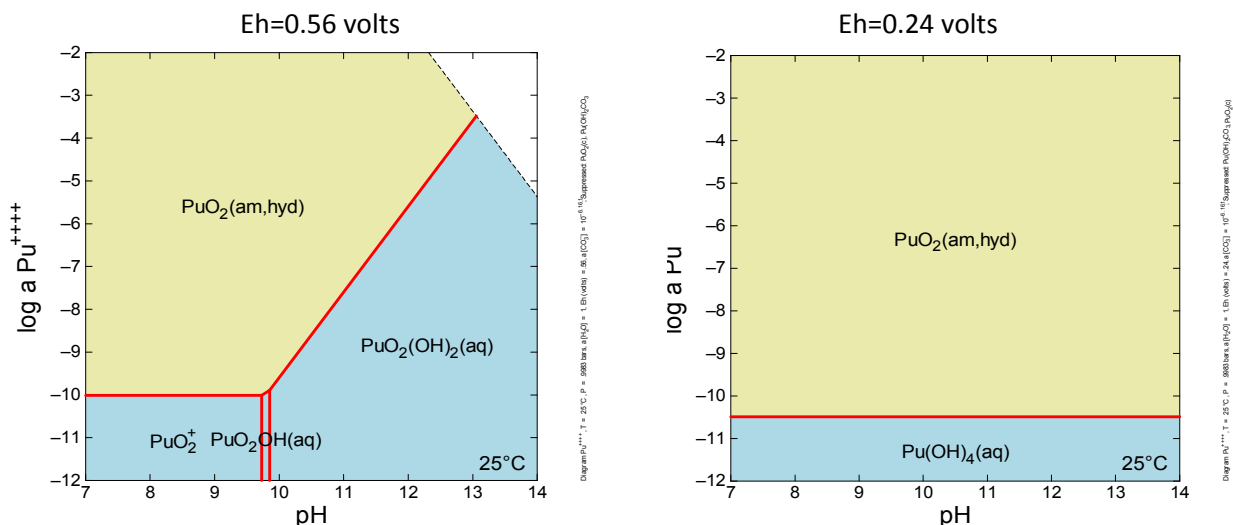 Eh=0.56 volts
−2
−3
−4
−5
−6
−7
−8
−9
−10
−11
−12
log a Pu⁺⁺⁺⁺
PuO₂(am,hyd)
PuO₂(OH)₂(aq)
PuO₂⁺
PuO₂OH(aq)
25°C
7 8 9 10 11 12 13 14
pH
Eh=0.24 volts
−2
−3
−4
−5
−6
−7
−8
−9
−10
−11
−12
log a Pu
PuO₂(am,hyd)
Pu(OH)₄(aq)
25°C
7 8 9 10 11 12 13 14
pH